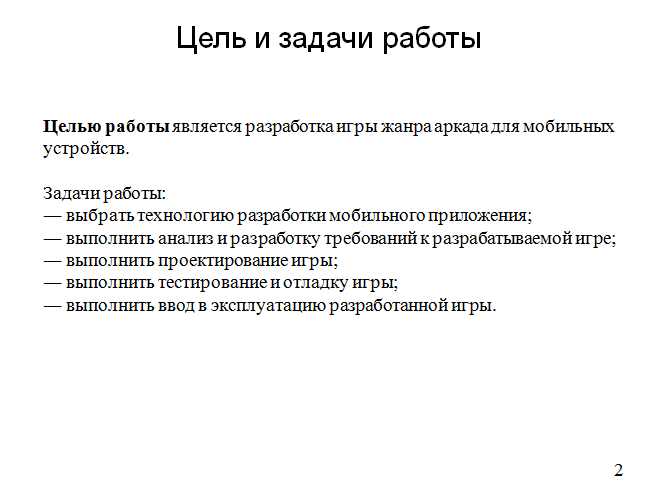 Цель и задачи работы
Целью работы является разработка игры жанра аркада для мобильных
устройств.
Задачи работы:
— выбрать технологию разработки мобильного приложения;
— выполнить анализ и разработку требований к разрабатываемой игре;
— выполнить проектирование игры;
— выполнить тестирование и отладку игры;
— выполнить ввод в эксплуатацию разработанной игры.
2